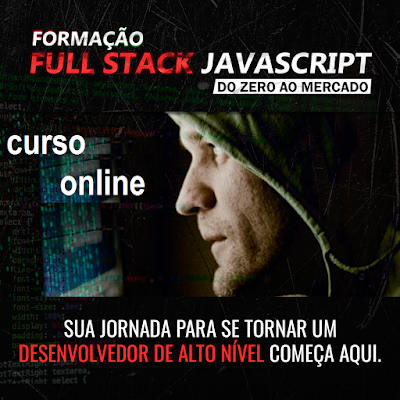 FORMAÇÃO
FULL STACK JAVASCRIPT
DO ZERO AO MERCADO
curso
online
SUA JORNADA PARA SE TORNAR UM
DESENVOLVEDOR DE ALTO NÍVEL COMEÇA AQUI.